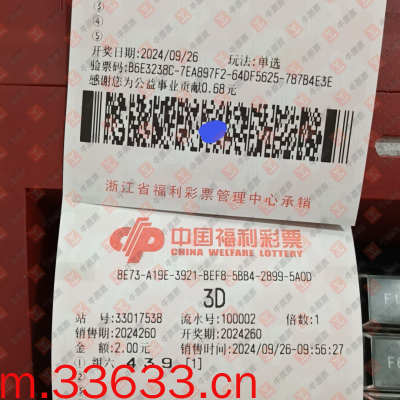 ③
④
⑤
开奖日期:2024/09/26 玩法:单选
验票码:B6E3238C-7EA897F2-64DF5625-787B4E3E
感谢您为公益事业贡献0.68元
浙江省福利彩票管理中心承销
中国福利彩票
CHINA WELFARE LOTTERY
BE73-A19E-3921-BEF8-5BB4-2899-5A0D
3D
站 号:33017538 流水号:100002 倍数:1
销售期:2024260 开奖期:2024260
金 额:2.00元 销售时间:2024/09/26-09:56:27
① 组六 4 3 9 [1]
m.33633.com.cn